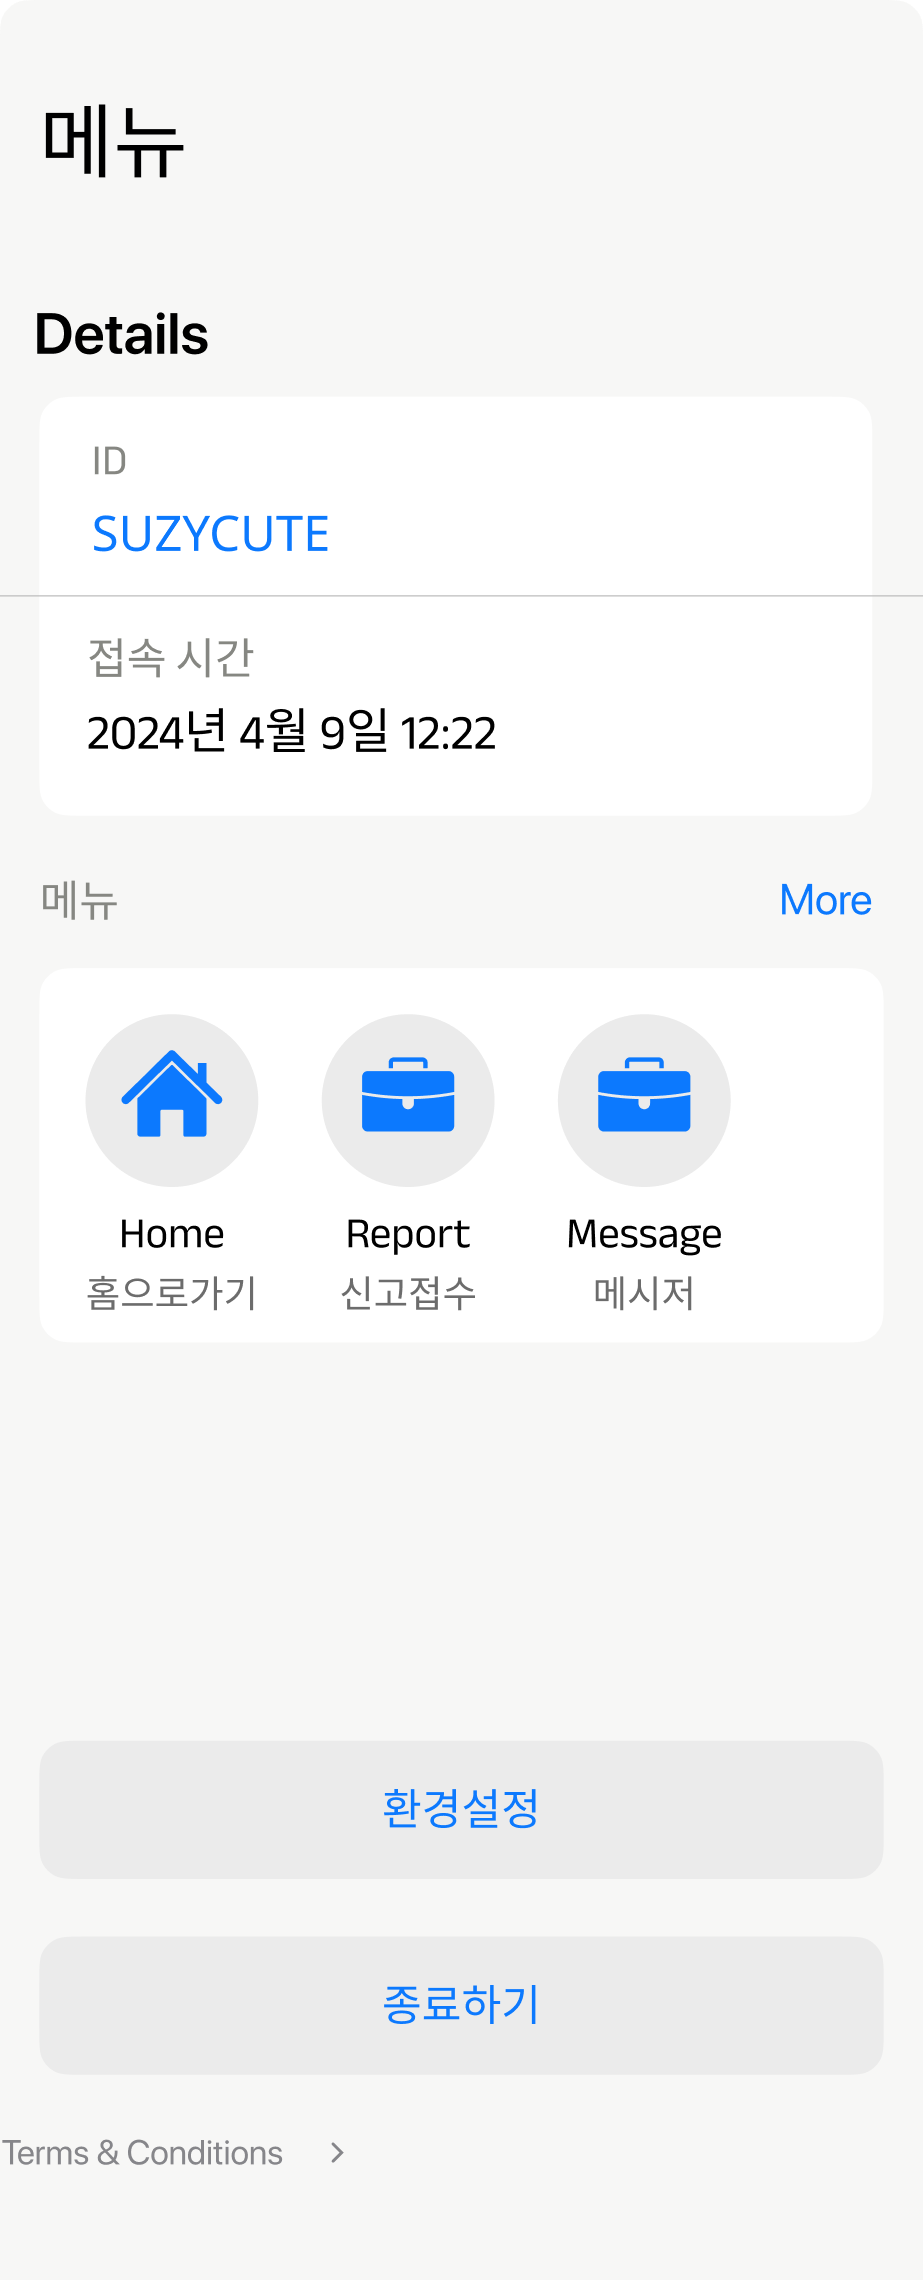 메뉴
Details
ID
SUZYCUTE
접속 시간
2024년 4월 9일 12:22
메뉴 More
Home Report Message
홈으로가기 신고접수 메시저
환경설정
종료하기
Terms & Conditions